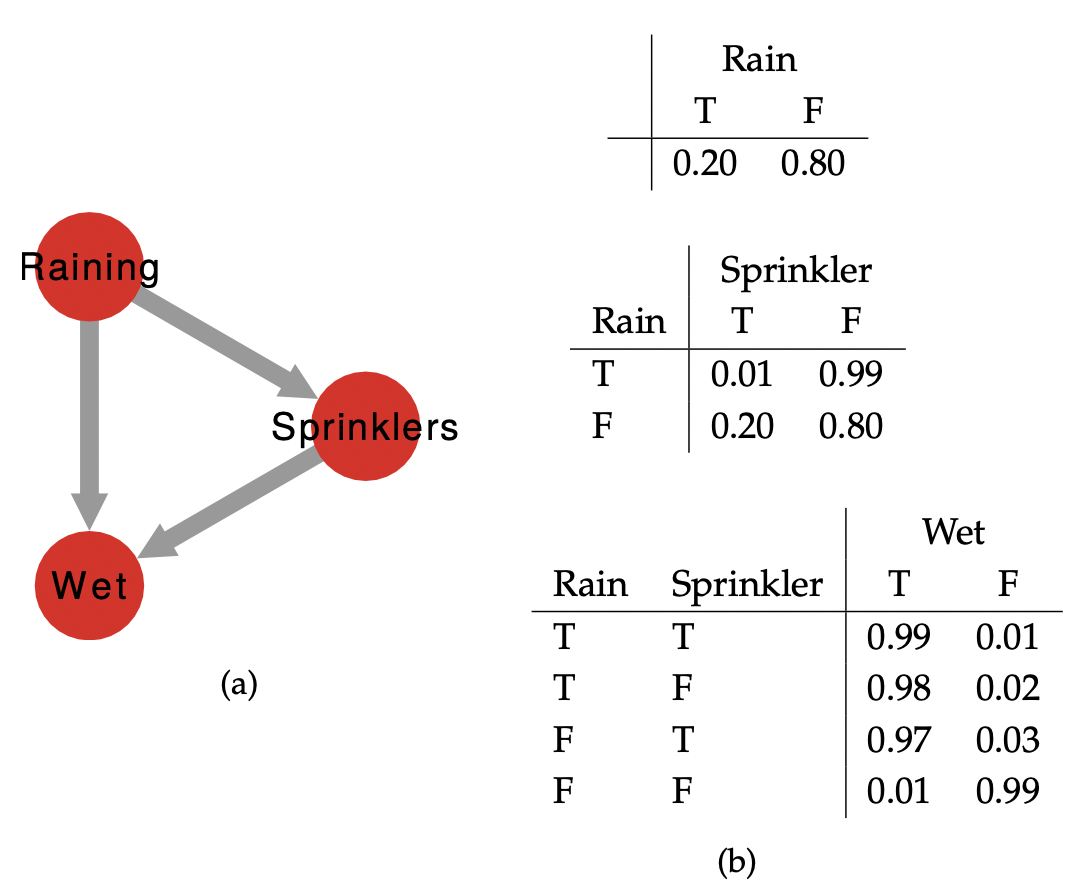 Raining
Sprinklers
Wet
(a)
Rain
T F
0.20 0.80
Sprinkler
Rain T F
T 0.01 0.99
F 0.20 0.80
Wet
Rain Sprinkler T F
T T 0.99 0.01
T F 0.98 0.02
F T 0.97 0.03
F F 0.01 0.99
(b)